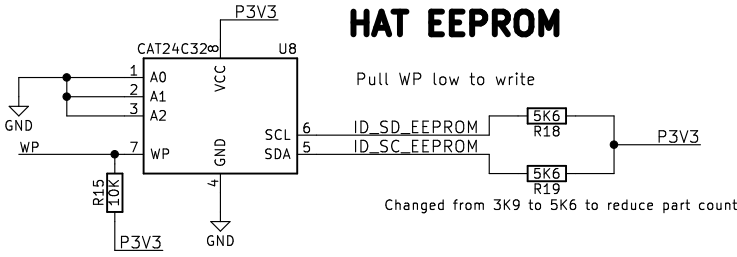 HAT EEPROM
P3V3
CAT24C32
8
U8
Pull WP low to write
VCC
1 A0
2 A1
3 A2
GND
SCL 6 ID_SD_EEPROM
5K6
R18
P3V3
WP
7 WP
GND
SDA 5 ID_SC_EEPROM
5K6
R19
4
R15
10K
Changed from 3K9 to 5K6 to reduce part count
P3V3
GND